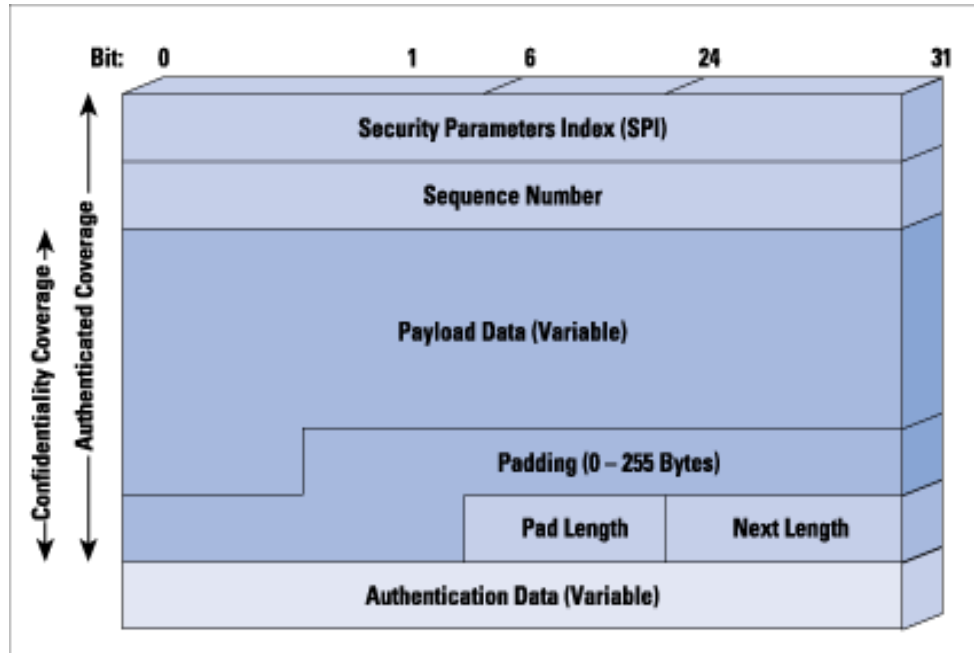 Bit: 0 1 6 24 31
Security Parameters Index (SPI)
Sequence Number
Payload Data (Variable)
Padding (0 – 255 Bytes)
Pad Length
Next Length
Authentication Data (Variable)
Confidentiality Coverage
Authenticated Coverage